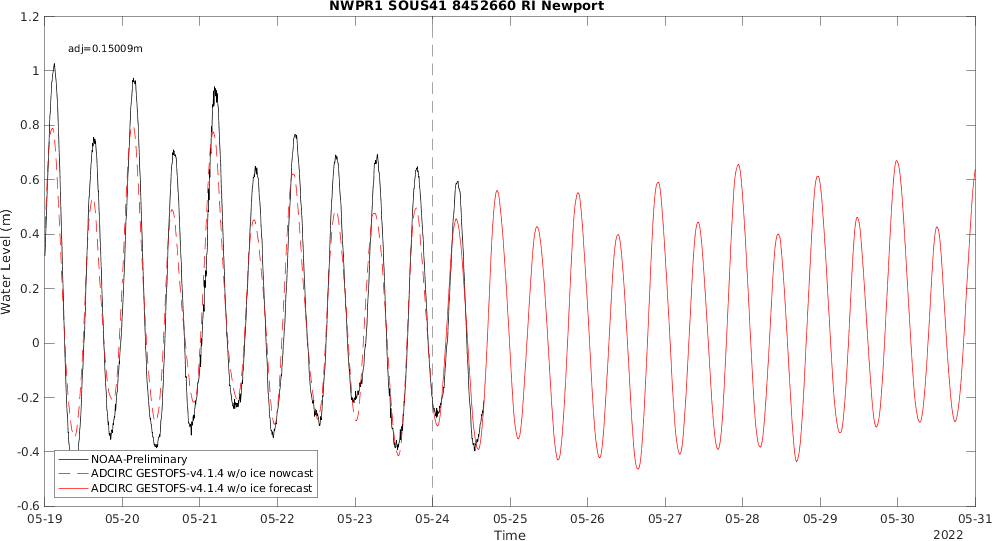 NWPR1 SOUS41 8452660 RI Newport
adj=0.15009m
Water Level (m)
1.2
1
0.8
0.6
0.4
0.2
0
-0.2
-0.4
-0.6
NOAA-Preliminary
ADCIRC GESTOFS-v4.1.4 w/o ice nowcast
ADCIRC GESTOFS-v4.1.4 w/o ice forecast
05-19 05-20 05-21 05-22 05-23 05-24 05-25 05-26 05-27 05-28 05-29 05-30 05-31
Time
2022